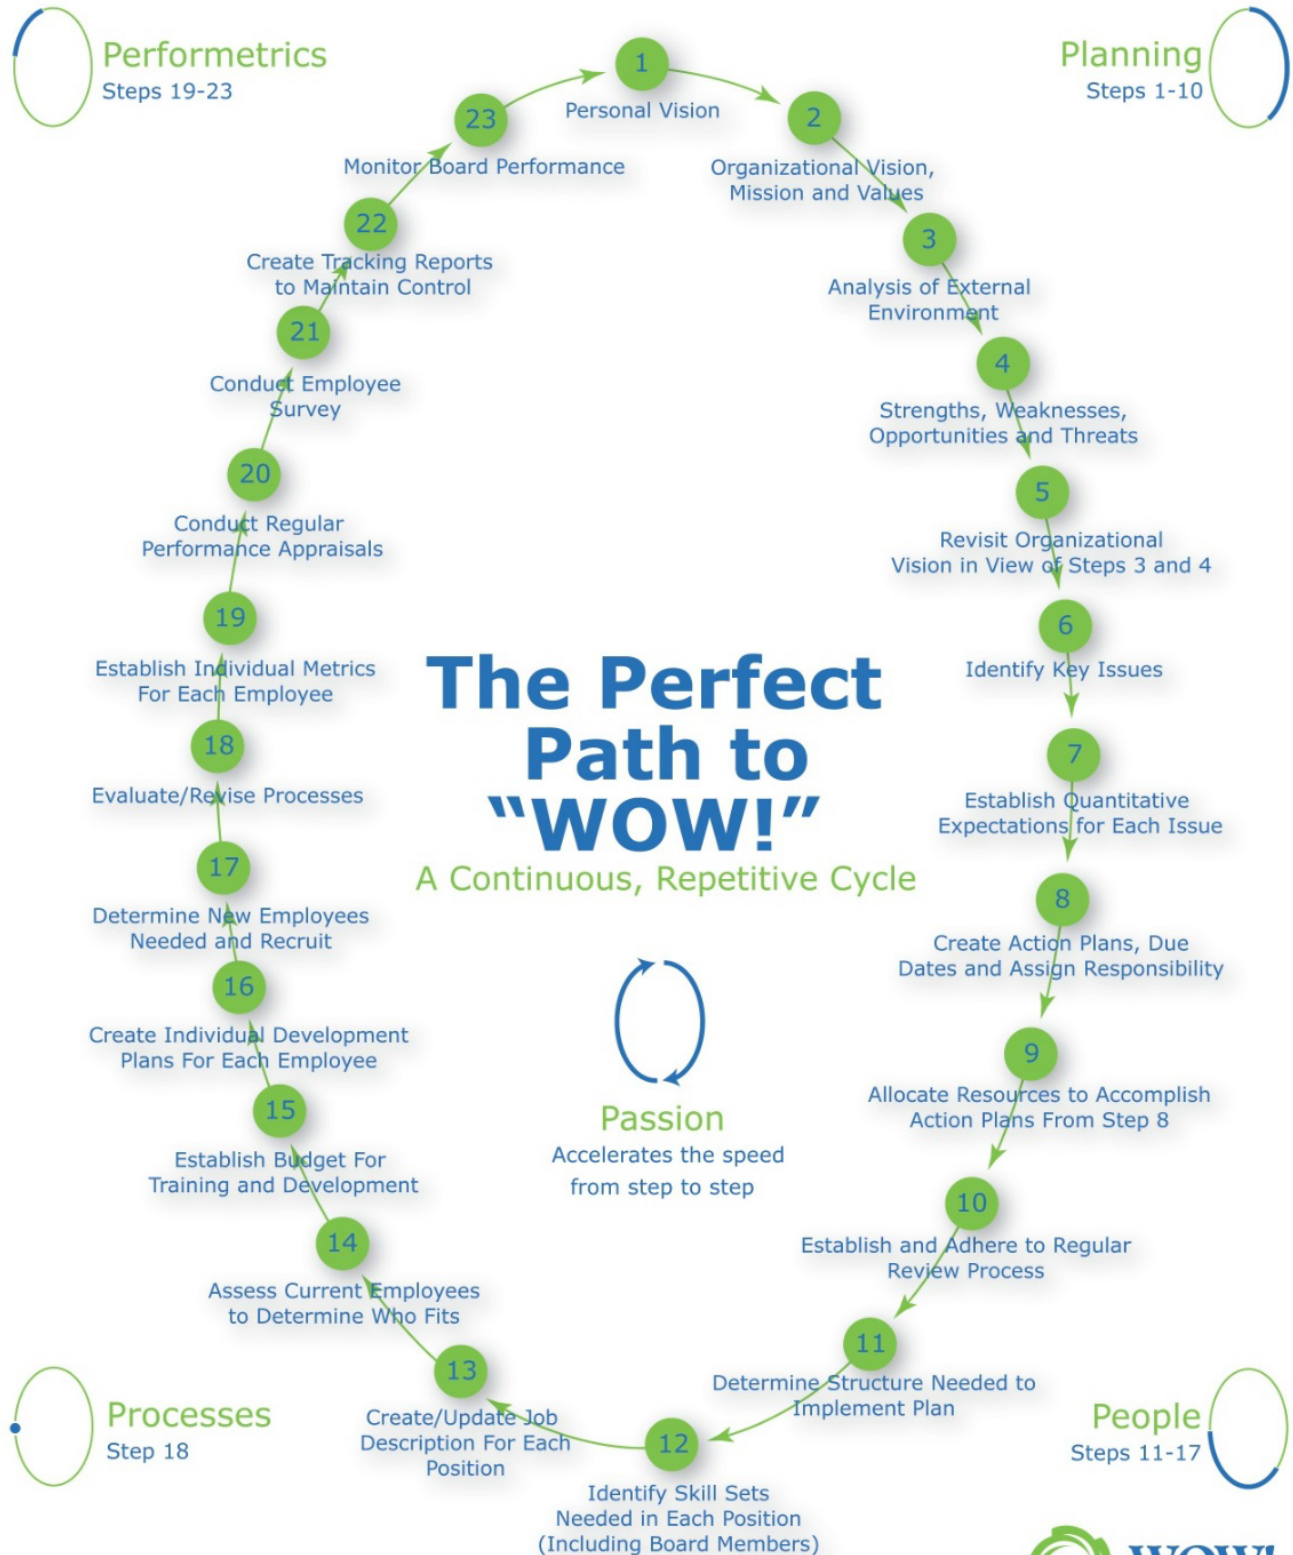 Performetrics
Steps 19-23
Planning
Steps 1-10
1
Personal Vision
2
Organizational Vision,
Mission and Values
3
Analysis of External
Environment
4
Strengths, Weaknesses,
Opportunities and Threats
5
Revisit Organizational
Vision in View of Steps 3 and 4
6
Identify Key Issues
7
Establish Quantitative
Expectations for Each Issue
8
Create Action Plans, Due
Dates and Assign Responsibility
9
Allocate Resources to Accomplish
Action Plans From Step 8
10
Establish and Adhere to Regular
Review Process
11
Determine Structure Needed to
Implement Plan
12
Identify Skill Sets
Needed in Each Position
(Including Board Members)
13
Create/Update Job
Description For Each
Position
14
Assess Current Employees
to Determine Who Fits
15
Establish Budget For
Training and Development
16
Create Individual Development
Plans For Each Employee
17
Determine New Employees
Needed and Recruit
18
Evaluate/Revise Processes
19
Establish Individual Metrics
For Each Employee
20
Conduct Regular
Performance Appraisals
21
Conduct Employee
Survey
22
Create Tracking Reports
to Maintain Control
23
Monitor Board Performance
The Perfect
Path to
“WOW!”
A Continuous, Repetitive Cycle
Passion
Accelerates the speed
from step to step
Processes
Step 18
People
Steps 11-17
WOW!